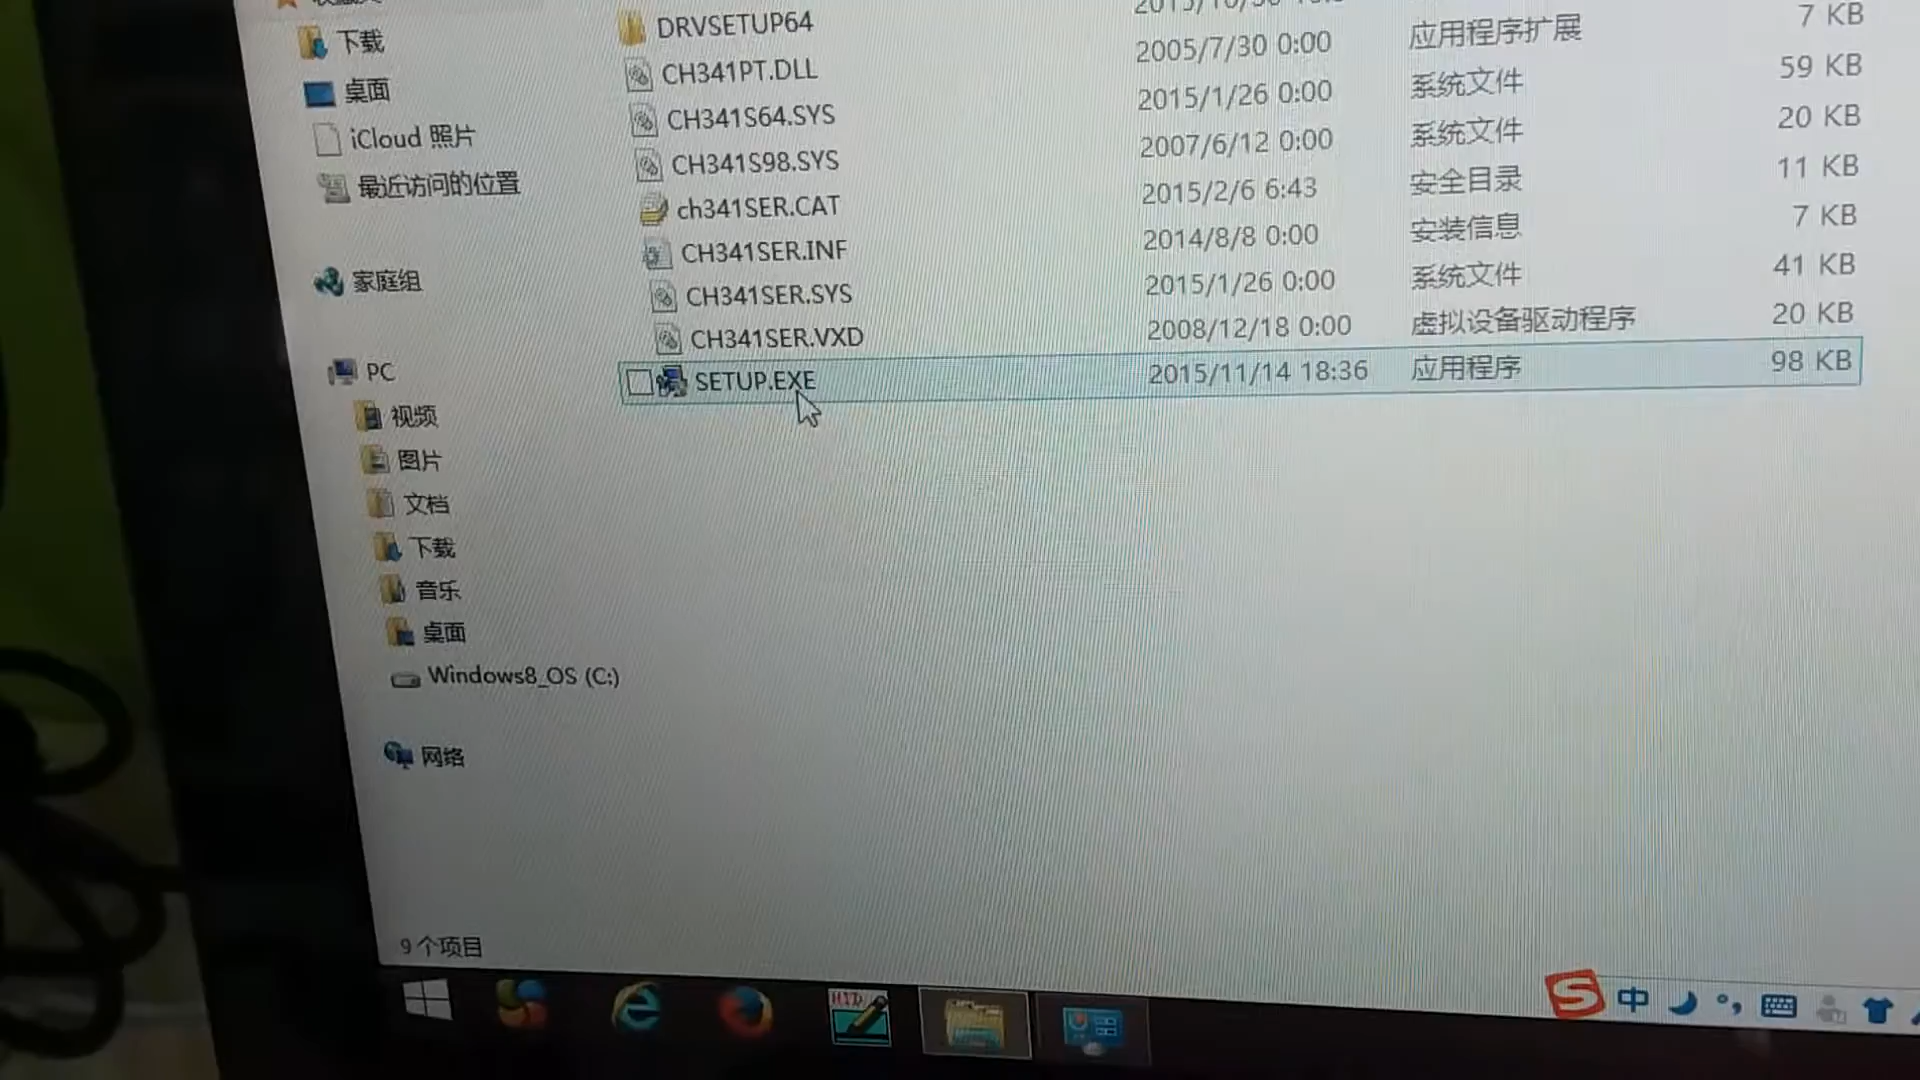 下载
桌面
iCloud 照片
最近访问的位置
家庭组
PC
视频
图片
文档
下载
音乐
桌面
Windows8_OS (C:)
网络
9 个项目
DRVSETUP64
CH341PT.DLL 2005/7/30 0:00 应用程序扩展 7 KB
CH341S64.SYS 2015/1/26 0:00 系统文件 59 KB
CH341S98.SYS 2007/6/12 0:00 系统文件 20 KB
ch341SER.CAT 2015/2/6 6:43 安全目录 11 KB
CH341SER.INF 2014/8/8 0:00 安装信息 7 KB
CH341SER.SYS 2015/1/26 0:00 系统文件 41 KB
CH341SER.VXD 2008/12/18 0:00 虚拟设备驱动程序 20 KB
SETUP.EXE 2015/11/14 18:36 应用程序 98 KB
HID
S 中